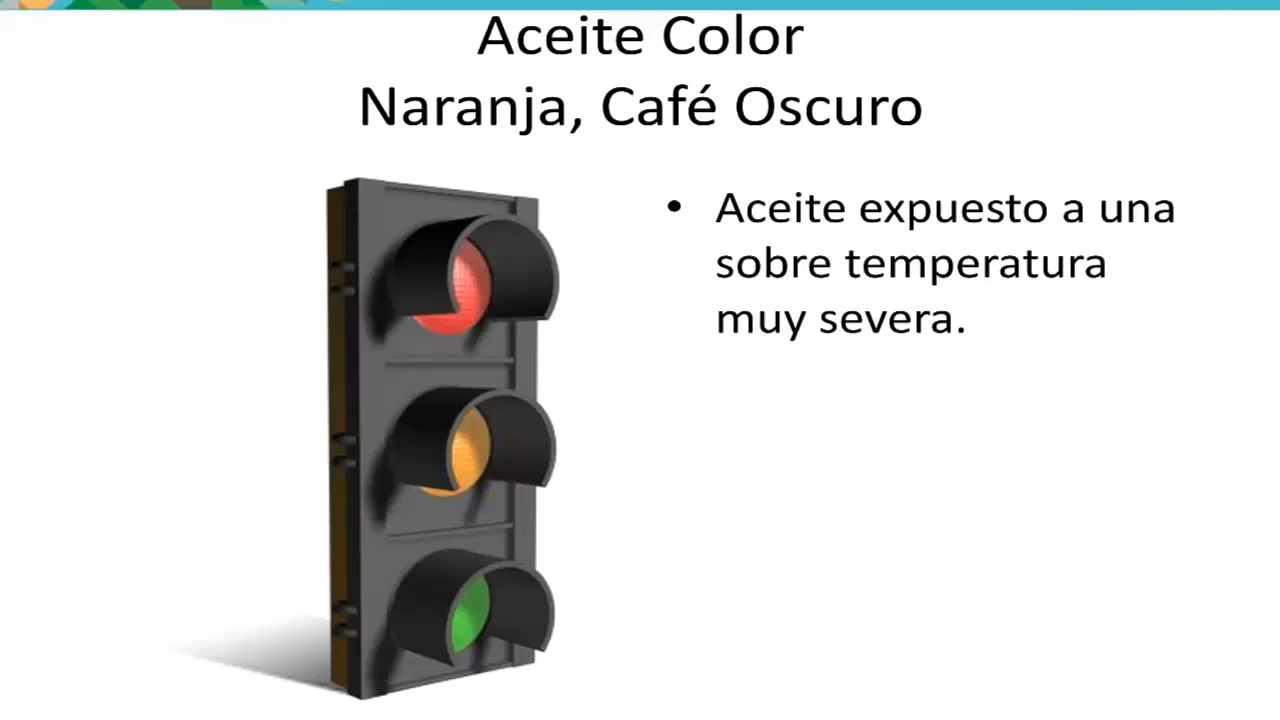 Aceite Color
Naranja, Café Oscuro
• Aceite expuesto a una
sobre temperatura
muy severa.